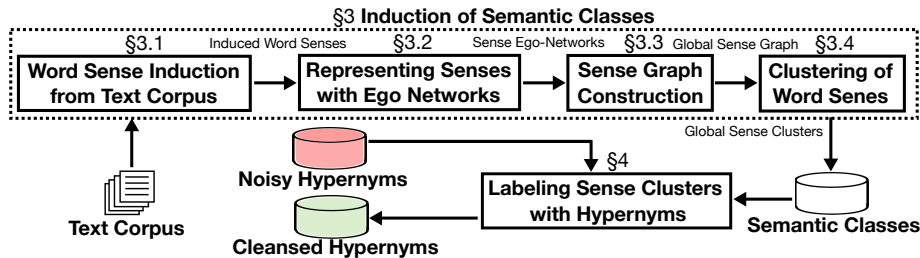 §3 Induction of Semantic Classes
§3.1
Induced Word Senses
§3.2
Sense Ego-Networks
§3.3
Global Sense Graph
§3.4
Word Sense Induction
from Text Corpus
Representing Senses
with Ego Networks
Sense Graph
Construction
Clustering of
Word Senes
Global Sense Clusters
Noisy Hypernyms
§4
Labeling Sense Clusters
with Hypernyms
Text Corpus
Semantic Classes
Cleansed Hypernyms